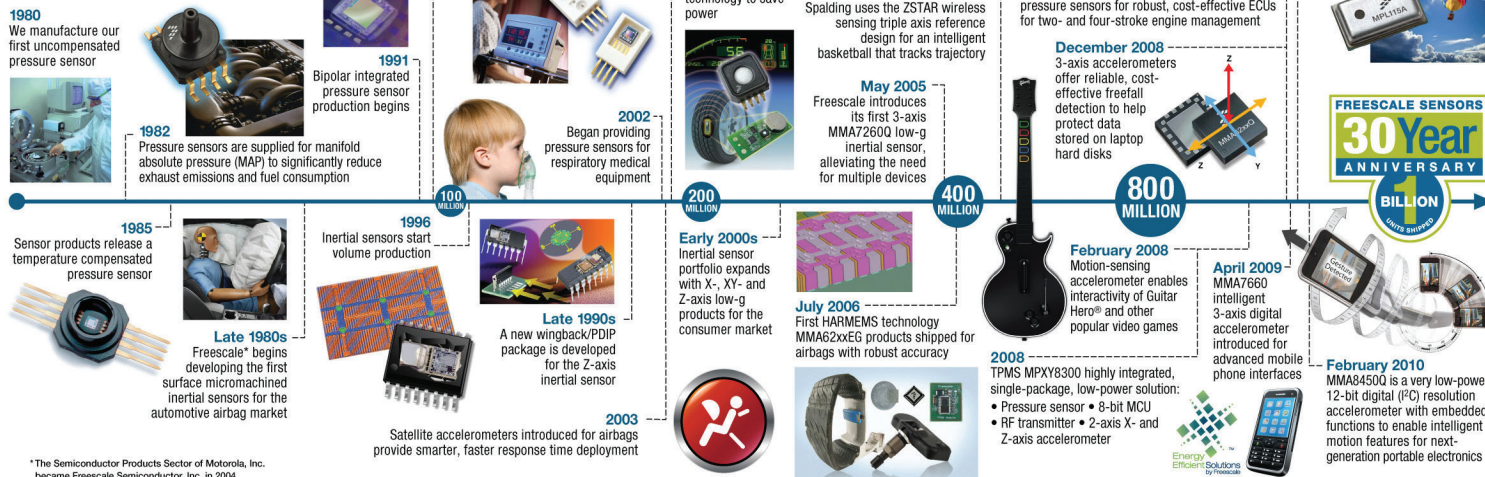 1980
We manufacture our
first uncompensated
pressure sensor
1982
Pressure sensors are supplied for manifold
absolute pressure (MAP) to significantly reduce
exhaust emissions and fuel consumption
1991
Bipolar integrated
pressure sensor
production begins
2002
Began providing
pressure sensors for
respiratory medical
equipment
technology to save
power
Spalding uses the ZSTAR wireless
sensing triple axis reference
design for an intelligent
basketball that tracks trajectory
May 2005
Freescale introduces
its first 3-axis
MMA7260Q low-g
inertial sensor,
alleviating the need
for multiple devices
pressure sensors for robust, cost-effective ECUs
for two- and four-stroke engine management
December 2008
3-axis accelerometers
offer reliable, cost-
effective freefall
detection to help
protect data
stored on laptop
hard disks
Z
Z
Y
MPL115A
FREESCALE SENSORS
30 Year
ANNIVERSARY
1
BILLION
UNITS SHIPPED
100
MILLION
200
MILLION
400
MILLION
800
MILLION
1985
Sensor products release a
temperature compensated
pressure sensor
Late 1980s
Freescale* begins
developing the first
surface micromachined
inertial sensors for the
automotive airbag market
1996
Inertial sensors start
volume production
Late 1990s
A new wingback/PDIP
package is developed
for the Z-axis
inertial sensor
2003
Satellite accelerometers introduced for airbags
provide smarter, faster response time deployment
Early 2000s
Inertial sensor
portfolio expands
with X-, XY- and
Z-axis low-g
products for the
consumer market
July 2006
First HARMEMS technology
MMA62xxEG products shipped for
airbags with robust accuracy
February 2008
Motion-sensing
accelerometer enables
interactivity of Guitar
Hero® and other
popular video games
2008
TPMS MPXY8300 highly integrated,
single-package, low-power solution:
• Pressure sensor • 8-bit MCU
• RF transmitter • 2-axis X- and
Z-axis accelerometer
April 2009
MMA7660
intelligent
3-axis digital
accelerometer
introduced for
advanced mobile
phone interfaces
Gesture
Detected
Energy
Efficient Solutions
by Freescale
February 2010
MMA8450Q is a very low-power
12-bit digital (I²C) resolution
accelerometer with embedded
functions to enable intelligent
motion features for next-
generation portable electronics
*The Semiconductor Products Sector of Motorola, Inc.
became Freescale Semiconductor, Inc. in 2004